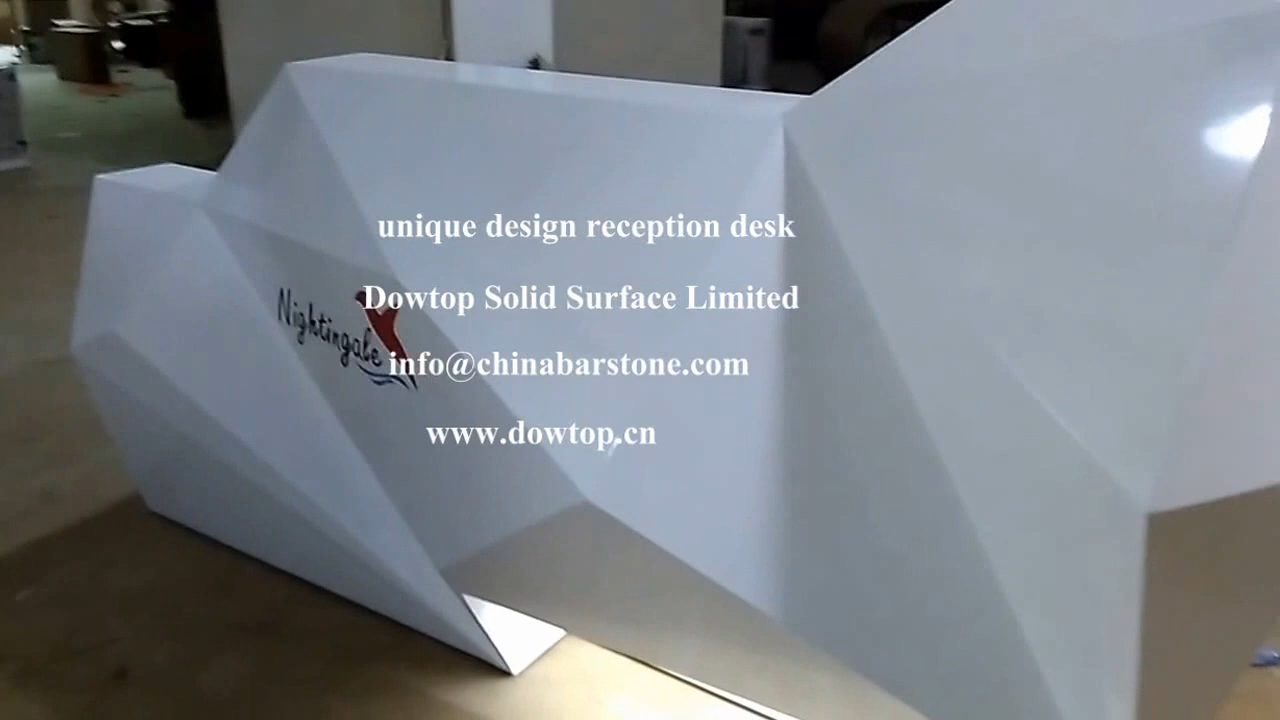 unique design reception desk
Dowtop Solid Surface Limited
Nightingale
info@chinabarstone.com
www.dowtop.cn